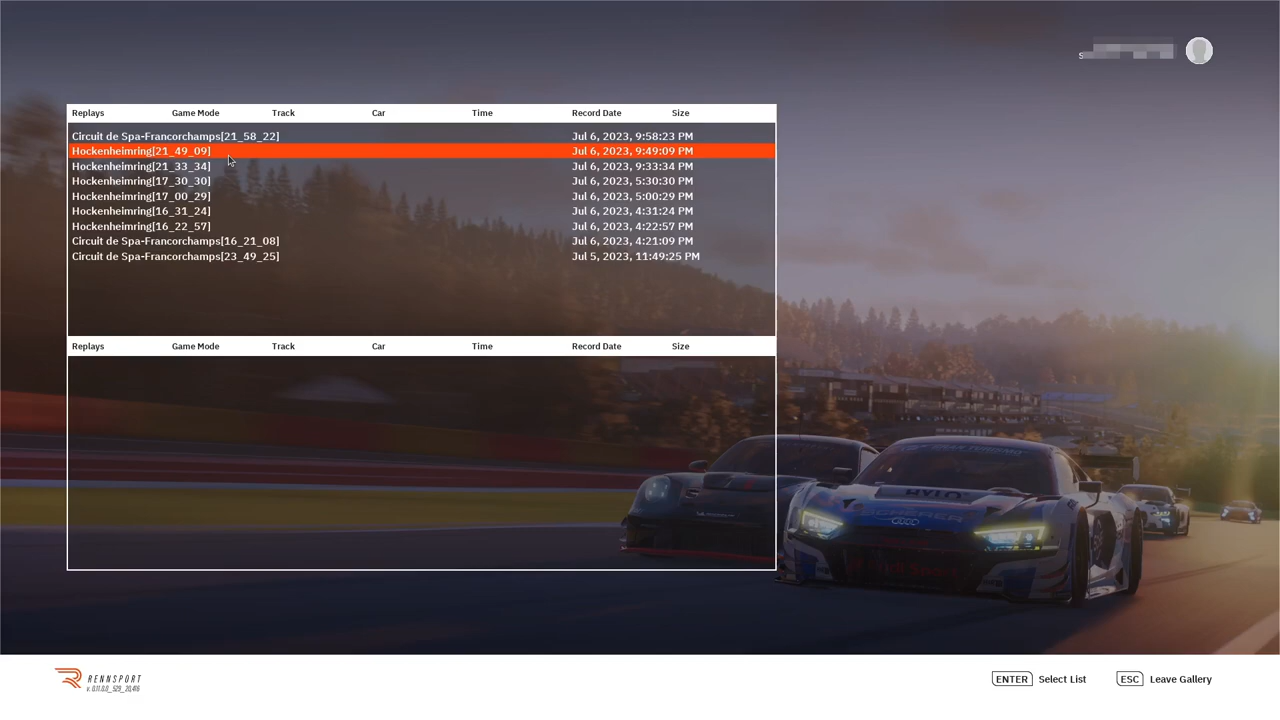 Replays Game Mode Track Car Time Record Date Size
Circuit de Spa-Francorchamps[21_58_22] Jul 6, 2023, 9:58:23 PM
Hockenheimring[21_49_09] Jul 6, 2023, 9:49:09 PM
Hockenheimring[21_33_34] Jul 6, 2023, 9:33:34 PM
Hockenheimring[17_30_30] Jul 6, 2023, 5:30:30 PM
Hockenheimring[17_00_29] Jul 6, 2023, 5:00:29 PM
Hockenheimring[16_31_24] Jul 6, 2023, 4:31:24 PM
Hockenheimring[16_22_57] Jul 6, 2023, 4:22:57 PM
Circuit de Spa-Francorchamps[16_21_08] Jul 6, 2023, 4:21:09 PM
Circuit de Spa-Francorchamps[23_49_25] Jul 5, 2023, 11:49:25 PM
Replays Game Mode Track Car Time Record Date Size
HYLO
SCHERER
RENNSPORT
ENTER Select List ESC Leave Gallery